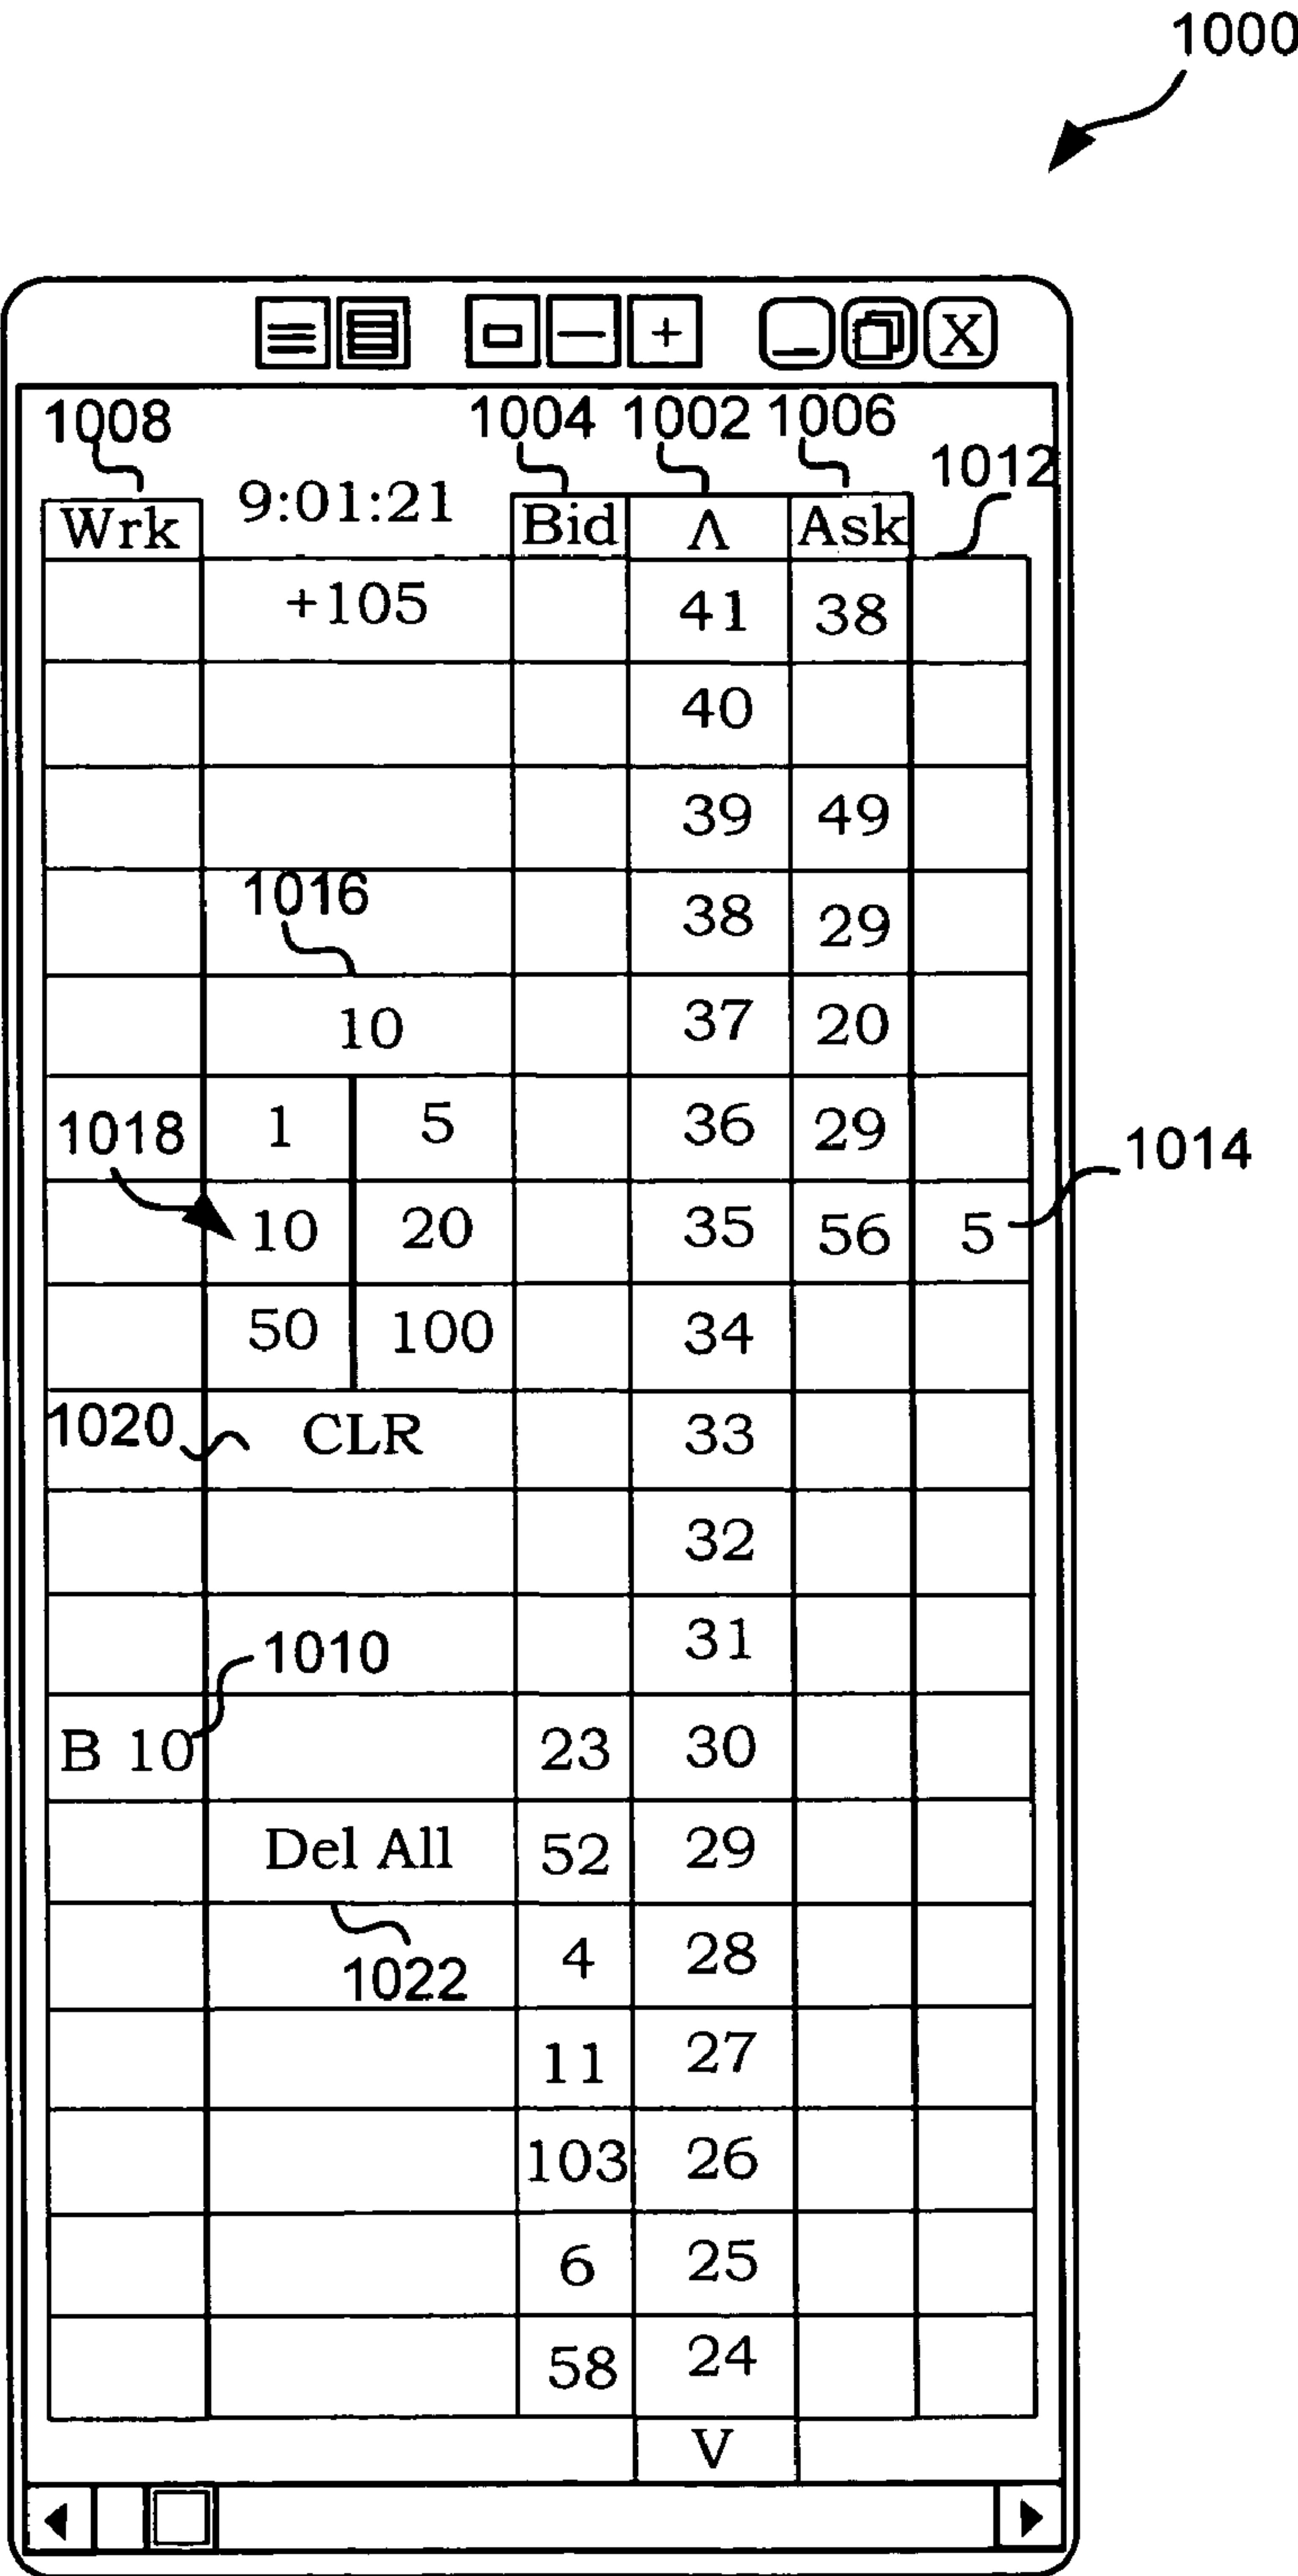 1000
X
1008 1004 1002 1006
1012
9:01:21
Wrk Bid Λ Ask
+105 41 38
40
39 49
1016
38 29
10 37 20
1018 1 5 36 29
1014
10 20 35 56 5
50 100 34
1020 CLR 33
32
1010 31
B 10 23 30
Del All 52 29
1022
4 28
11 27
103 26
6 25
58 24
V